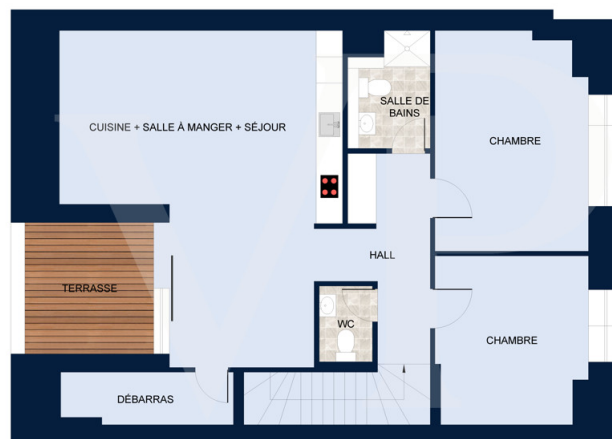 CUISINE + SALLE À MANGER + SÉJOUR
SALLE DE
BAINS
CHAMBRE
HALL
TERRASSE
WC
CHAMBRE
DÉBARRAS